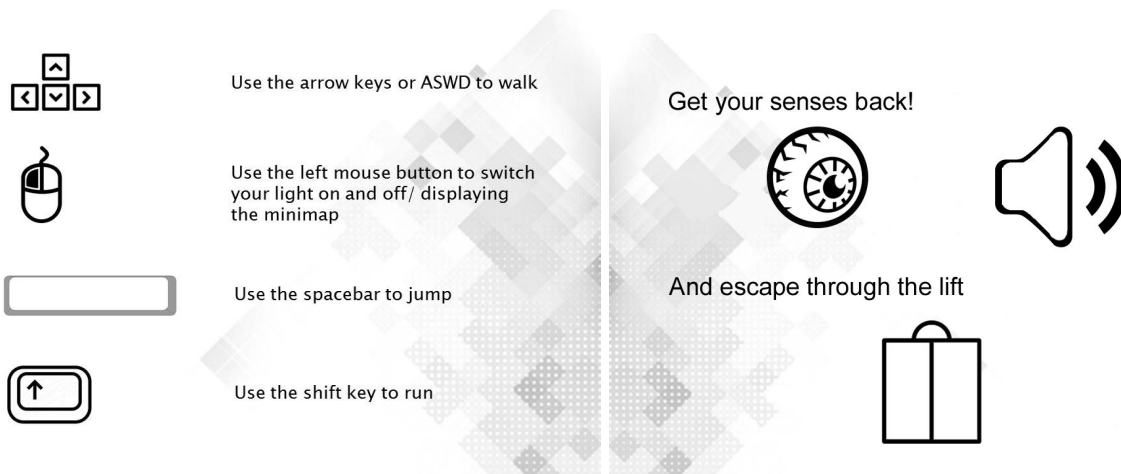 Use the arrow keys or ASWD to walk
Use the left mouse button to switch
your light on and off/ displaying
the minimap
Use the spacebar to jump
Use the shift key to run
Get your senses back!
And escape through the lift